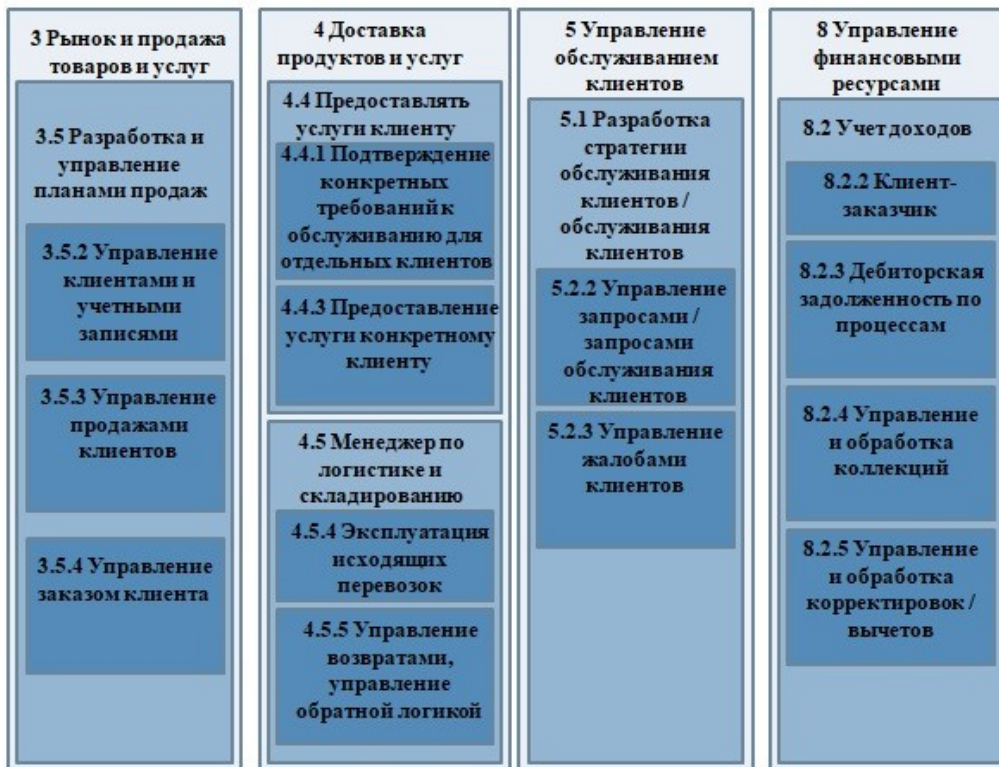 3 Рынок и продажа
товаров и услуг
3.5 Разработка и
управление
планами продаж
3.5.2 Управление
клиентами и
учетными
записями
3.5.3 Управление
продажами
клиентов
3.5.4 Управление
заказом клиента
4 Доставка
продуктов и услуг
4.4 Предоставлять
услуги клиенту
4.4.1 Подтверждение
конкретных
требований к
обслуживанию для
отдельных клиентов
4.4.3 Предоставление
услуги конкретному
клиенту
4.5 Менеджер по
логистике и
складированию
4.5.4 Эксплуатация
исходящих
перевозок
4.5.5 Управление
возвратами,
управление
обратной логикой
5 Управление
обслуживанием
клиентов
5.1 Разработка
стратегии
обслуживания
клиентов /
обслуживания
клиентов
5.2.2 Управление
запросами /
запросами
обслуживания
клиентов
5.2.3 Управление
жалобами
клиентов
8 Управление
финансовыми
ресурсами
8.2 Учет доходов
8.2.2 Клиент-
заказчик
8.2.3 Дебиторская
задолженность по
процессам
8.2.4 Управление
и обработка
коллекций
8.2.5 Управление
и обработка
корректировок /
вычетов